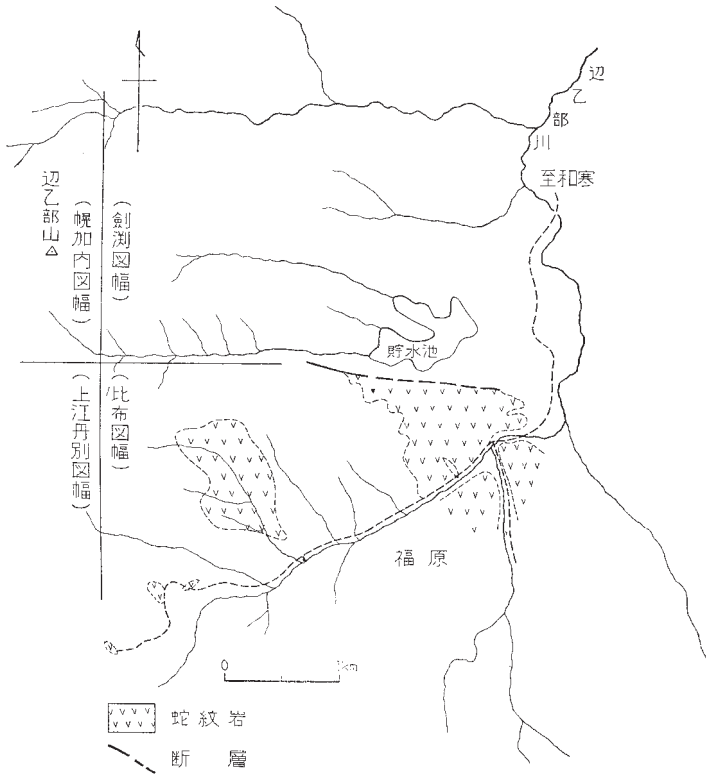 辺乙部川
至和寒
辺乙部山
(幌加内図幅)
(剣渕図幅)
貯水池
(上江丹別図幅)
(比布図幅)
福原
0 1km
蛇紋岩
断層